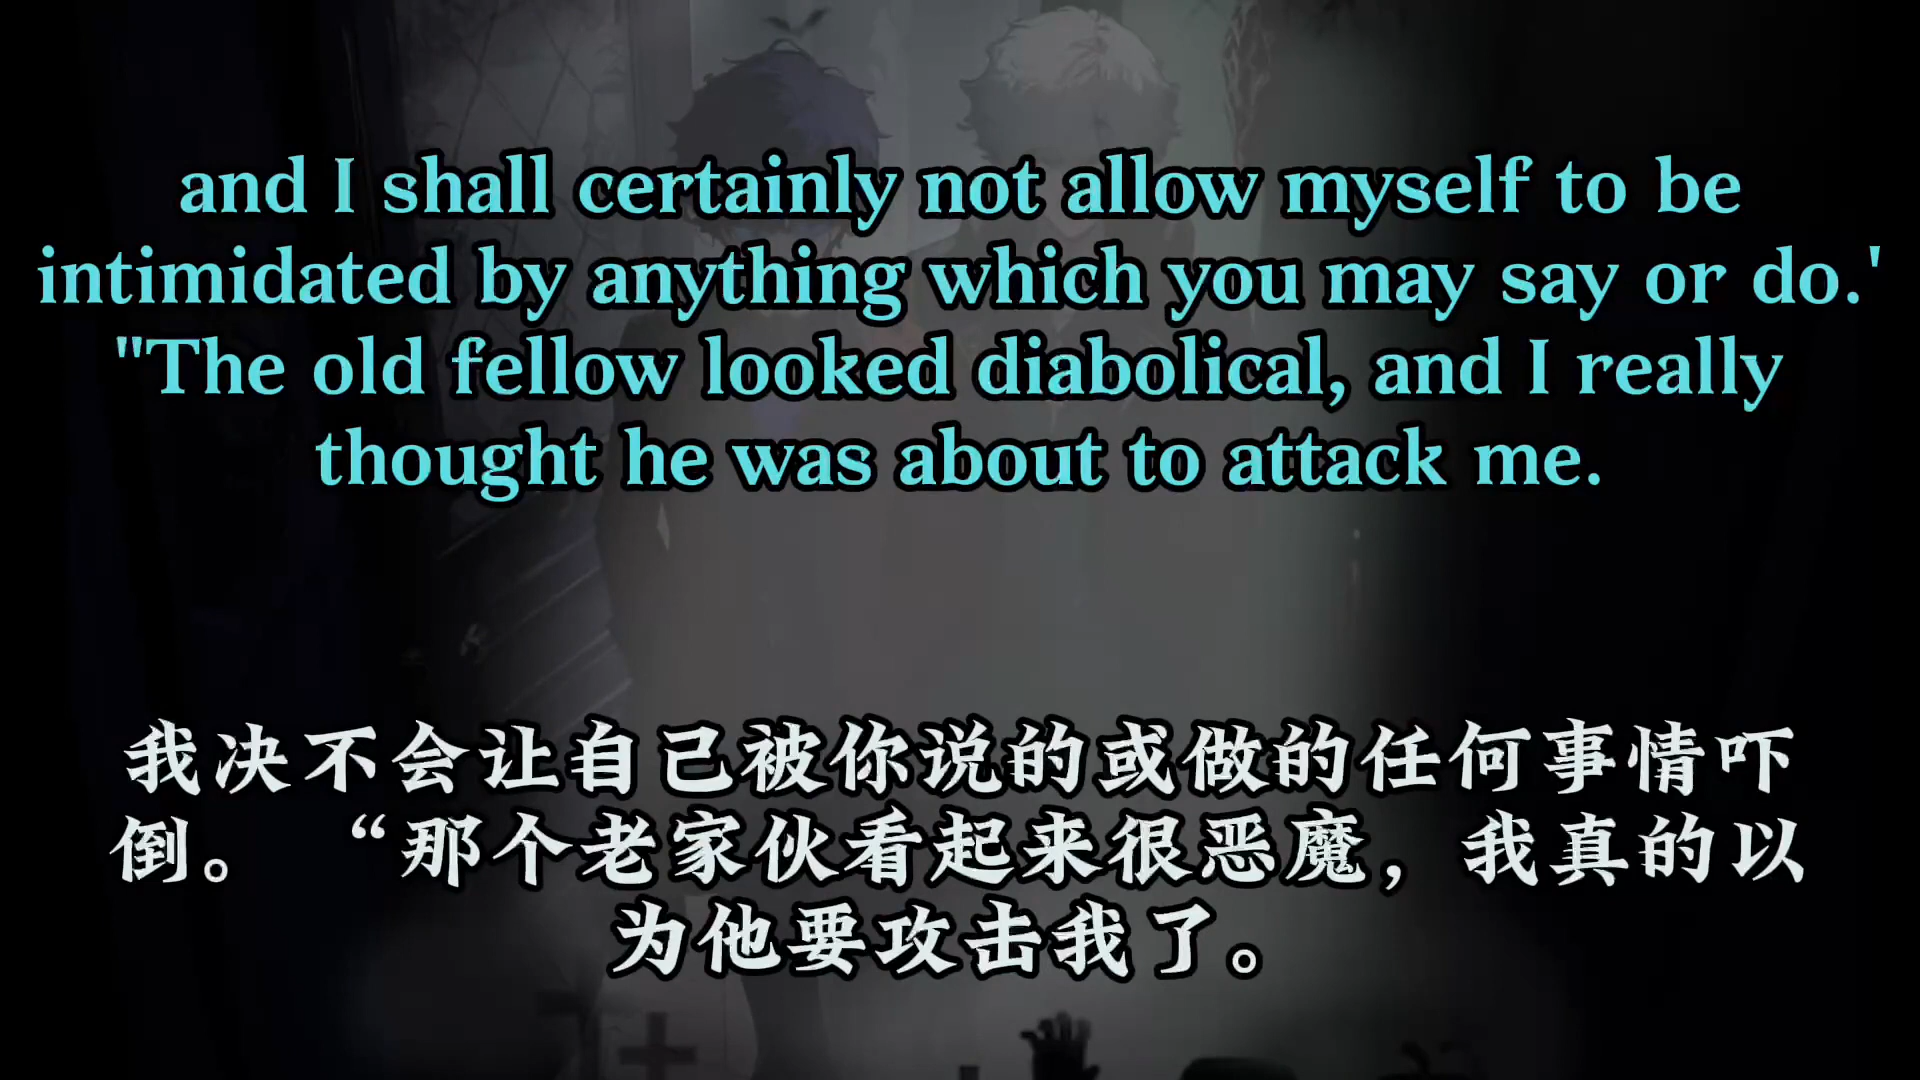 and I shall certainly not allow myself to be
intimidated by anything which you may say or do.'
"The old fellow looked diabolical, and I really
thought he was about to attack me.
我决不会让自己被你说的或做的任何事情吓
倒。 “那个老家伙看起来很恶魔，我真的以
为他要攻击我了。